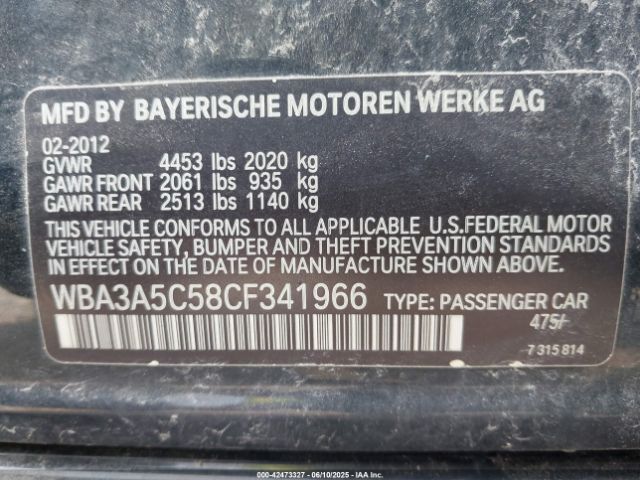 MFD BY BAYERISCHE MOTOREN WERKE AG
02-2012
GVWR 4453 lbs 2020 kg
GAWR FRONT 2061 lbs 935 kg
GAWR REAR 2513 lbs 1140 kg
THIS VEHICLE CONFORMS TO ALL APPLICABLE U.S.FEDERAL MOTOR
VEHICLE SAFETY, BUMPER AND THEFT PREVENTION STANDARDS
IN EFFECT ON THE DATE OF MANUFACTURE SHOWN ABOVE.
WBA3A5C58CF341966 TYPE: PASSENGER CAR
475/-
7 315 814
000-42473327 - 06/10/2025 - IAAI.COM